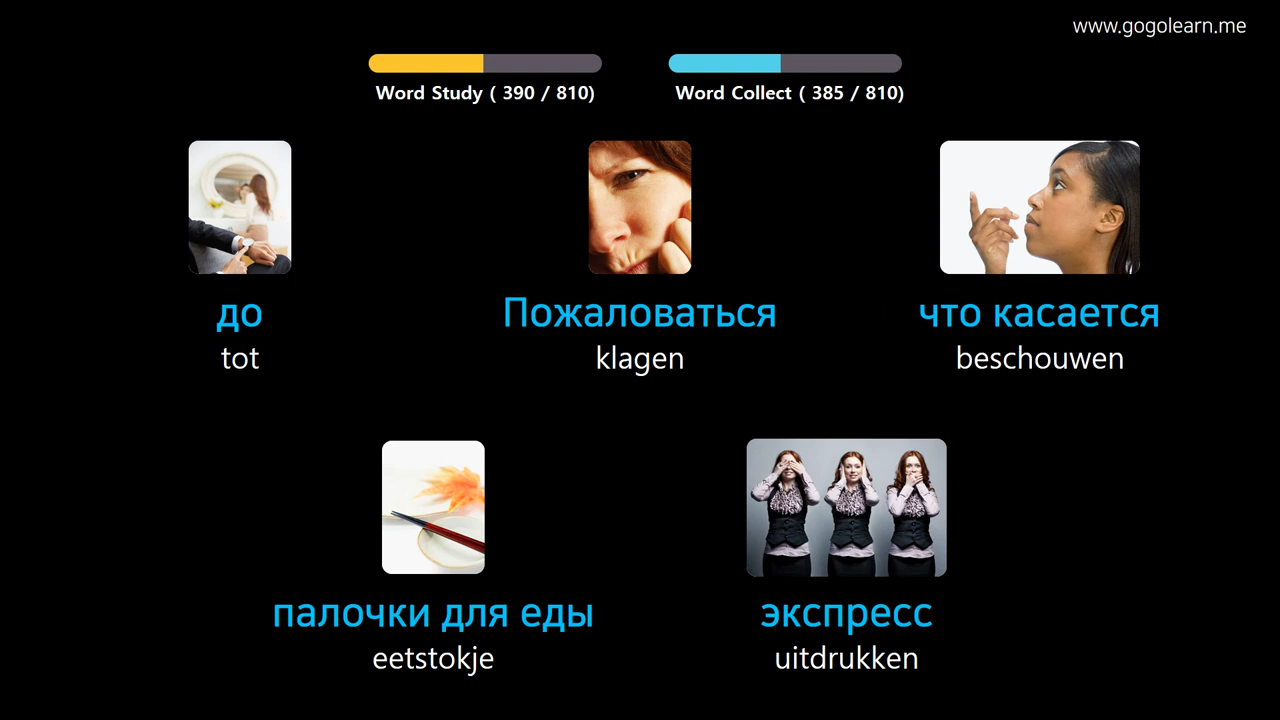 www.gogolearn.me
Word Study ( 390 / 810)
Word Collect ( 385 / 810)
до
tot
Пожаловаться
klagen
что касается
beschouwen
палочки для еды
eetstokje
экспресс
uitdrukken